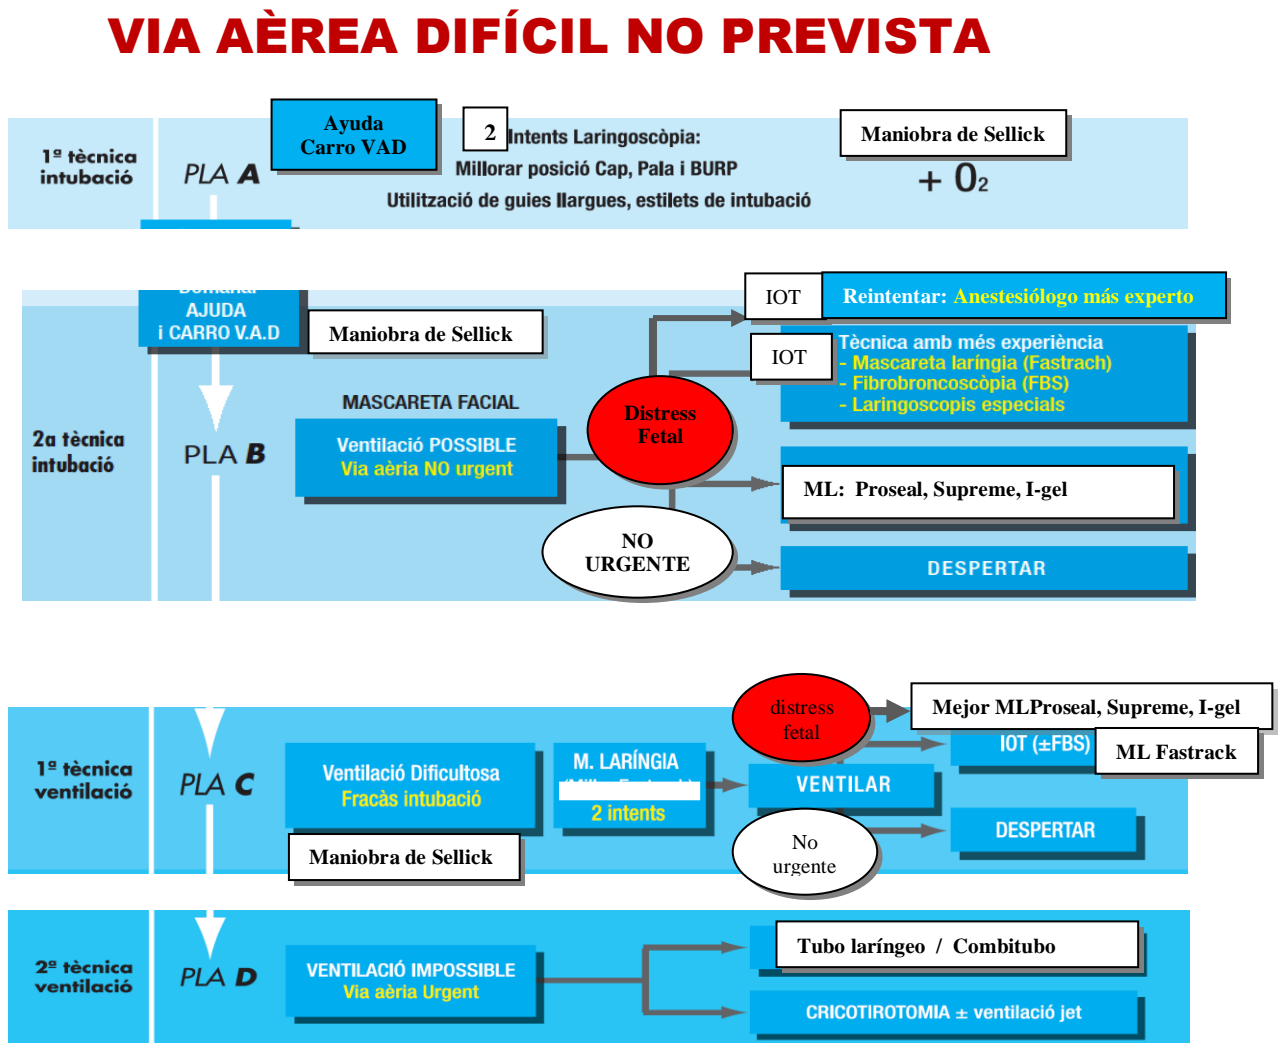 VIA AÈREA DIFÍCIL NO PREVISTA
1ª tècnica
intubació
PLA A
Ayuda
Carro VAD
2 Intents Laringoscòpia:
Millorar posició Cap, Pala i BURP
Utilització de guies llargues, estilets de intubació
Maniobra de Sellick
+ O₂
2a tècnica
intubació
Demanar
AJUDA
i CARRO V.A.D
PLA B
Maniobra de Sellick
MASCARETA FACIAL
Ventilació POSSIBLE
Via aèria NO urgent
Distress
Fetal
NO
URGENTE
IOT
Reintentar: Anestesiólogo más experto
IOT
Tècnica amb més experiència
- Mascareta laríngia (Fastrach)
- Fibrobroncoscòpia (FBS)
- Laringoscopis especials
ML: Proseal, Supreme, I-gel
DESPERTAR
1ª tècnica
ventilació
PLA C
Ventilació Dificultosa
Fracàs intubació
Maniobra de Sellick
M. LARÍNGIA
2 intents
distress
fetal
VENTILAR
No
urgente
Mejor MLProseal, Supreme, I-gel
IOT (±FBS)
ML Fastrack
DESPERTAR
2ª tècnica
ventilació
PLA D
VENTILACIÓ IMPOSSIBLE
Via aèria Urgent
Tubo laríngeo / Combitubo
CRICOTIROTOMIA ± ventilació jet